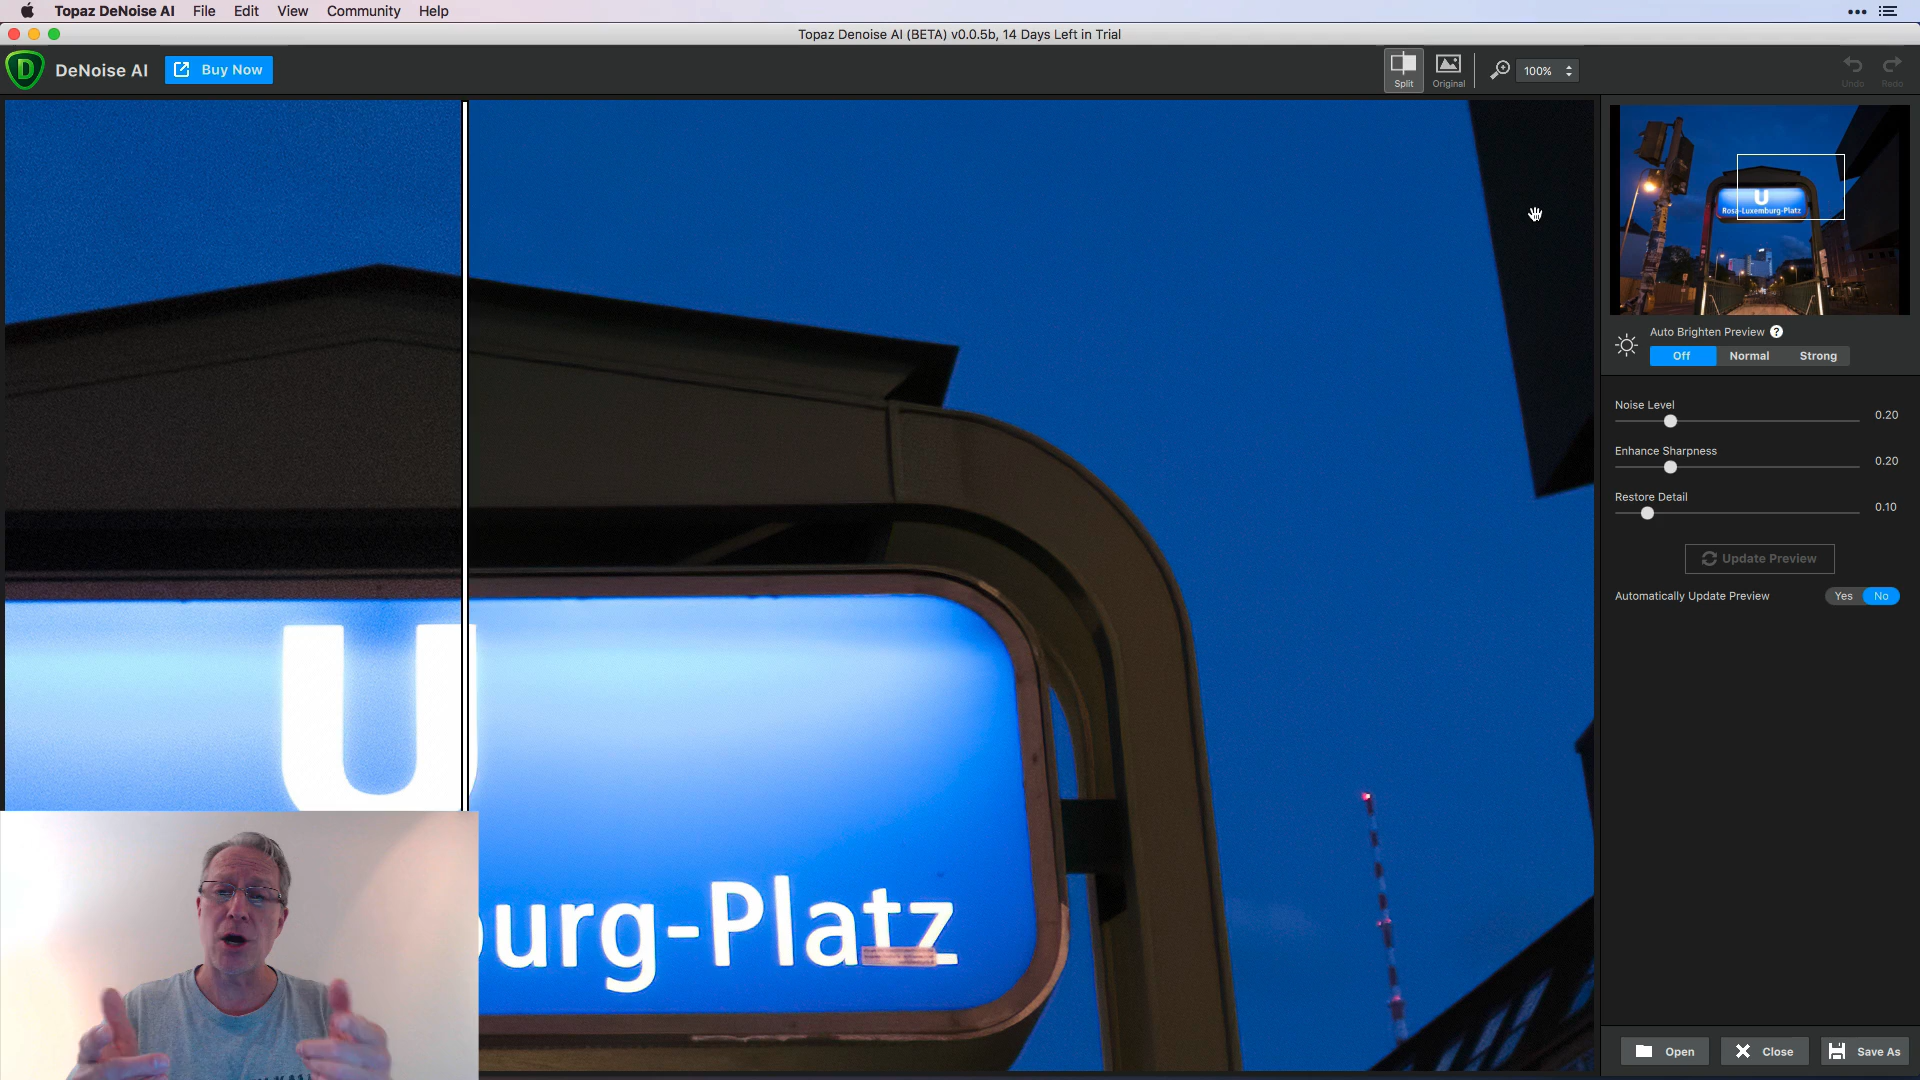 Topaz DeNoise AI File Edit View Community Help
Topaz Denoise AI (BETA) v0.0.5b, 14 Days Left in Trial
D DeNoise AI Buy Now
Split Original 100% Undo Redo
U
Rosa-Luxemburg-Platz
Auto Brighten Preview ?
Off Normal Strong
Noise Level 0.20
Enhance Sharpness 0.20
Restore Detail 0.10
Update Preview
Automatically Update Preview Yes No
U
burg-Platz
Open Close Save As